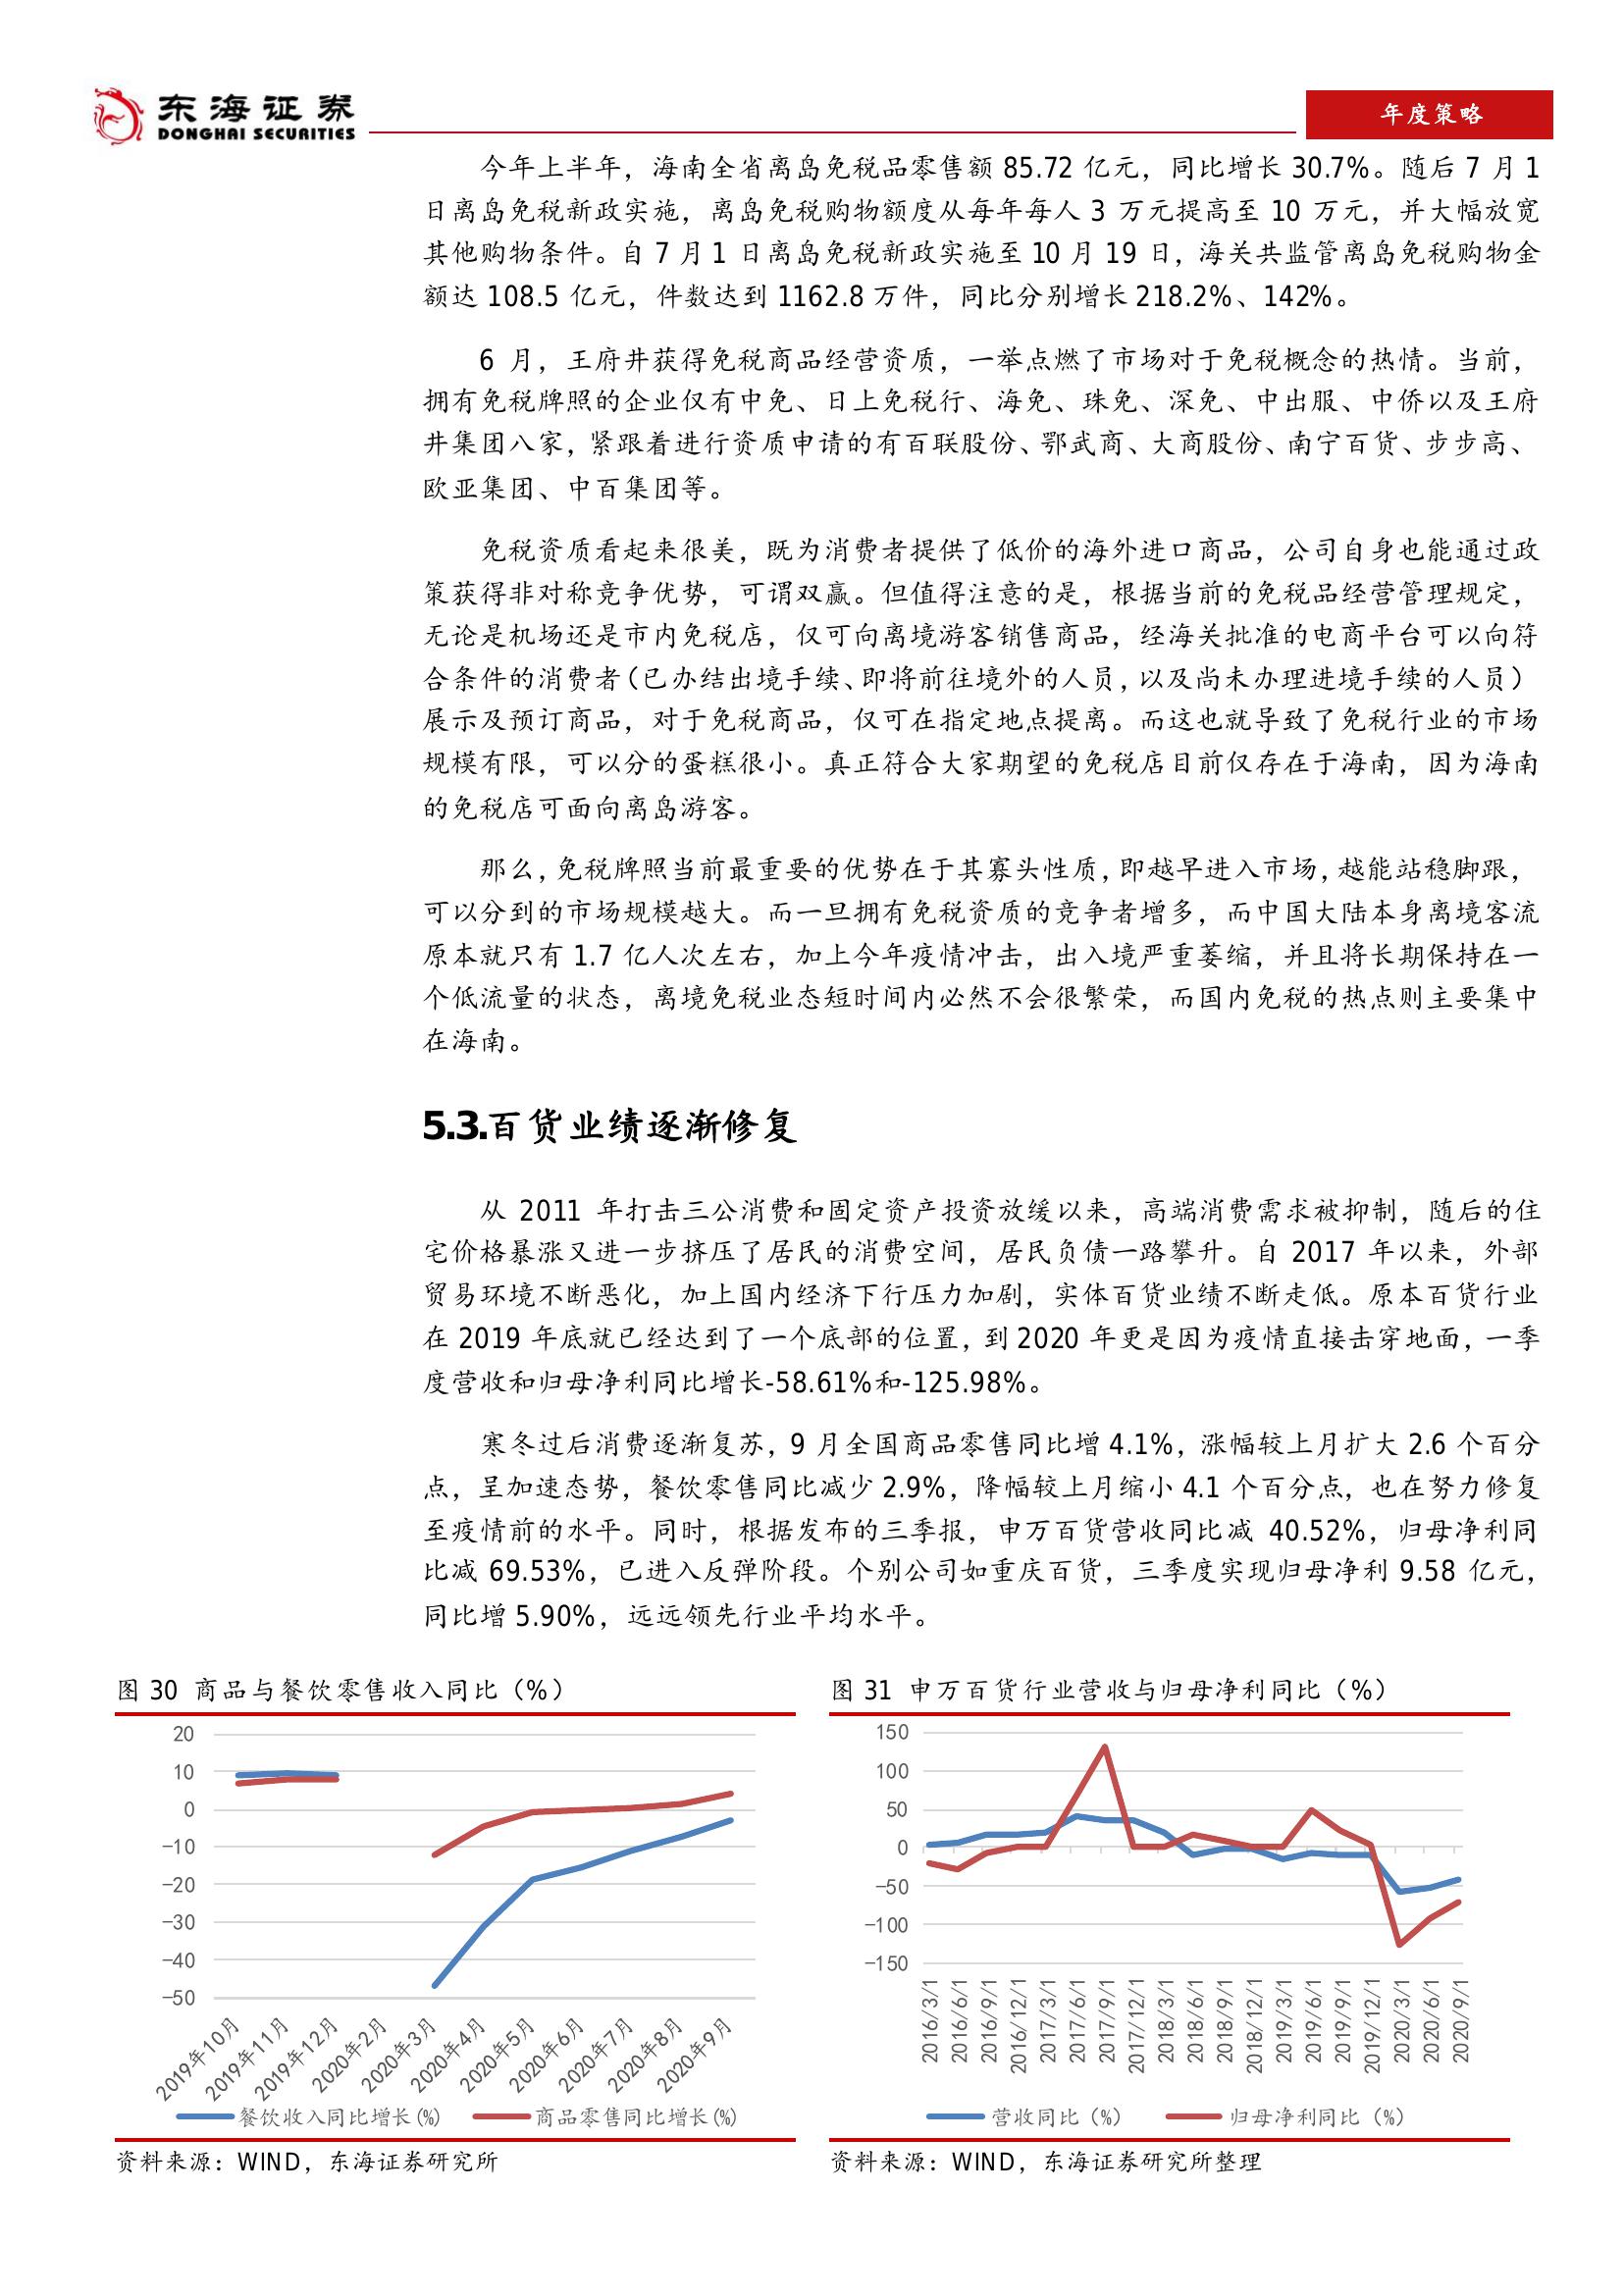 东海证券
DONGHAI SECURITIES
年度策略
今年上半年，海南全省离岛免税品零售额 85.72 亿元，同比增长 30.7%。随后 7 月 1
日离岛免税新政实施，离岛免税购物额度从每年每人 3 万元提高至 10 万元，并大幅放宽
其他购物条件。自 7 月 1 日离岛免税新政实施至 10 月 19 日，海关共监管离岛免税购物金
额达 108.5 亿元，件数达到 1162.8 万件，同比分别增长 218.2%、142%。
6 月，王府井获得免税商品经营资质，一举点燃了市场对于免税概念的热情。当前，
拥有免税牌照的企业仅有中免、日上免税行、海免、珠免、深免、中出服、中侨以及王府
井集团八家，紧跟着进行资质申请的有百联股份、鄂武商、大商股份、南宁百货、步步高、
欧亚集团、中百集团等。
免税资质看起来很美，既为消费者提供了低价的海外进口商品，公司自身也能通过政
策获得非对称竞争优势，可谓双赢。但值得注意的是，根据当前的免税品经营管理规定，
无论是机场还是市内免税店，仅可向离境游客销售商品，经海关批准的电商平台可以向符
合条件的消费者（已办结出境手续、即将前往境外的人员，以及尚未办理进境手续的人员）
展示及预订商品，对于免税商品，仅可在指定地点提离。而这也就导致了免税行业的市场
规模有限，可以分的蛋糕很小。真正符合大家期望的免税店目前仅存在于海南，因为海南
的免税店可面向离岛游客。
那么，免税牌照当前最重要的优势在于其寡头性质，即越早进入市场，越能站稳脚跟，
可以分到的市场规模越大。而一旦拥有免税资质的竞争者增多，而中国大陆本身离境客流
原本就只有 1.7 亿人次左右，加上今年疫情冲击，出入境严重萎缩，并且将长期保持在一
个低流量的状态，离境免税业态短时间内必然不会很繁荣，而国内免税的热点则主要集中
在海南。
5.3.百货业绩逐渐修复
从 2011 年打击三公消费和固定资产投资放缓以来，高端消费需求被抑制，随后的住
宅价格暴涨又进一步挤压了居民的消费空间，居民负债一路攀升。自 2017 年以来，外部
贸易环境不断恶化，加上国内经济下行压力加剧，实体百货业绩不断走低。原本百货行业
在 2019 年底就已经达到了一个底部的位置，到 2020 年更是因为疫情直接击穿地面，一季
度营收和归母净利同比增长-58.61%和-125.98%。
寒冬过后消费逐渐复苏，9 月全国商品零售同比增 4.1%，涨幅较上月扩大 2.6 个百分
点，呈加速态势，餐饮零售同比减少 2.9%，降幅较上月缩小 4.1 个百分点，也在努力修复
至疫情前的水平。同时，根据发布的三季报，申万百货营收同比减 40.52%，归母净利同
比减 69.53%，已进入反弹阶段。个别公司如重庆百货，三季度实现归母净利 9.58 亿元，
同比增 5.90%，远远领先行业平均水平。
图 30 商品与餐饮零售收入同比（%）
20
10
0
-10
-20
-30
-40
-50
2019年10月
2019年11月
2019年12月
2020年2月
2020年3月
2020年4月
2020年5月
2020年6月
2020年7月
2020年8月
2020年9月
餐饮收入同比增长(%)
商品零售同比增长(%)
资料来源：WIND，东海证券研究所
图 31 申万百货行业营收与归母净利同比（%）
150
100
50
0
-50
-100
-150
2016/3/1
2016/6/1
2016/9/1
2016/12/1
2017/3/1
2017/6/1
2017/9/1
2017/12/1
2018/3/1
2018/6/1
2018/9/1
2018/12/1
2019/3/1
2019/6/1
2019/9/1
2019/12/1
2020/3/1
2020/6/1
2020/9/1
营收同比（%）
归母净利同比（%）
资料来源：WIND，东海证券研究所整理